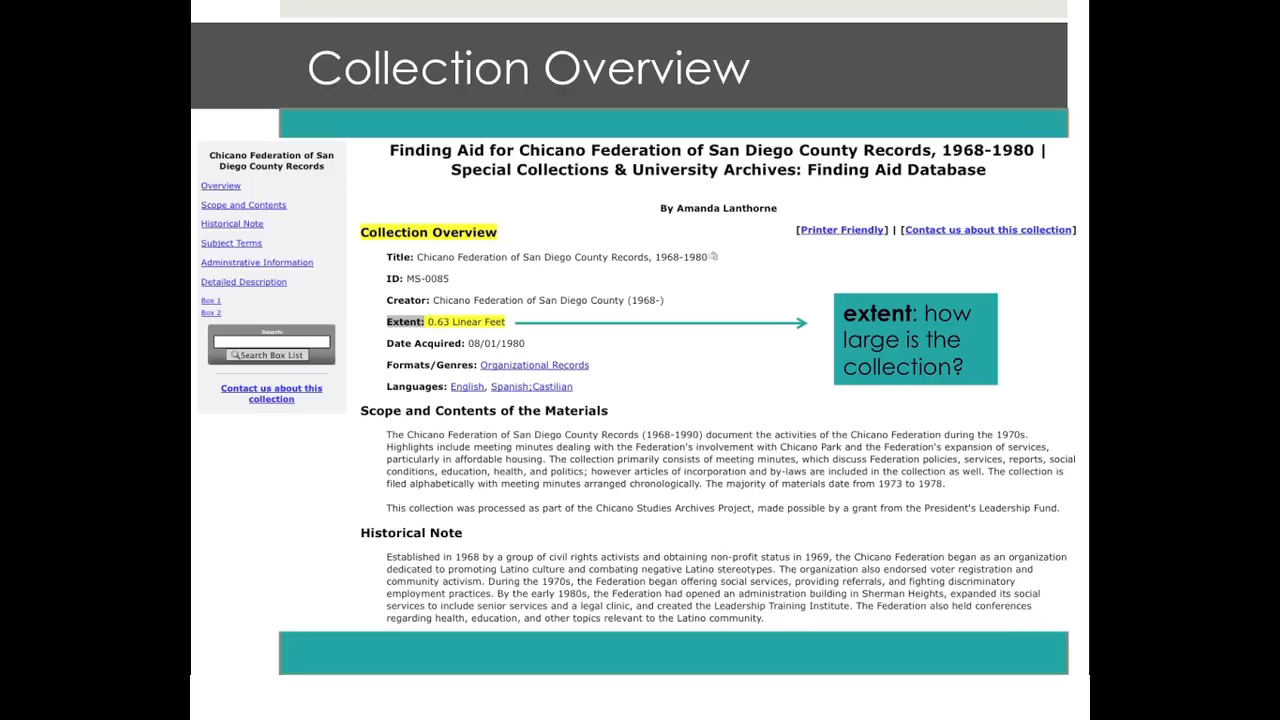 Collection Overview
Chicano Federation of San
Diego County Records
Overview
Scope and Contents
Historical Note
Subject Terms
Adminstrative Information
Detailed Description
Box 1
Box 2
Search:
Search Box List
Contact us about this
collection
Finding Aid for Chicano Federation of San Diego County Records, 1968-1980 |
Special Collections & University Archives: Finding Aid Database
By Amanda Lanthorne
Collection Overview
[Printer Friendly] | [Contact us about this collection]
Title: Chicano Federation of San Diego County Records, 1968-1980
ID: MS-0085
Creator: Chicano Federation of San Diego County (1968-)
Extent: 0.63 Linear Feet
Date Acquired: 08/01/1980
Formats/Genres: Organizational Records
Languages: English, Spanish;Castilian
extent: how
large is the
collection?
Scope and Contents of the Materials
The Chicano Federation of San Diego County Records (1968-1990) document the activities of the Chicano Federation during the 1970s.
Highlights include meeting minutes dealing with the Federation's involvement with Chicano Park and the Federation's expansion of services,
particularly in affordable housing. The collection primarily consists of meeting minutes, which discuss Federation policies, services, reports, social
conditions, education, health, and politics; however articles of incorporation and by-laws are included in the collection as well. The collection is
filed alphabetically with meeting minutes arranged chronologically. The majority of materials date from 1973 to 1978.
This collection was processed as part of the Chicano Studies Archives Project, made possible by a grant from the President's Leadership Fund.
Historical Note
Established in 1968 by a group of civil rights activists and obtaining non-profit status in 1969, the Chicano Federation began as an organization
dedicated to promoting Latino culture and combating negative Latino stereotypes. The organization also endorsed voter registration and
community activism. During the 1970s, the Federation began offering social services, providing referrals, and fighting discriminatory
employment practices. By the early 1980s, the Federation had opened an administration building in Sherman Heights, expanded its social
services to include senior services and a legal clinic, and created the Leadership Training Institute. The Federation also held conferences
regarding health, education, and other topics relevant to the Latino community.